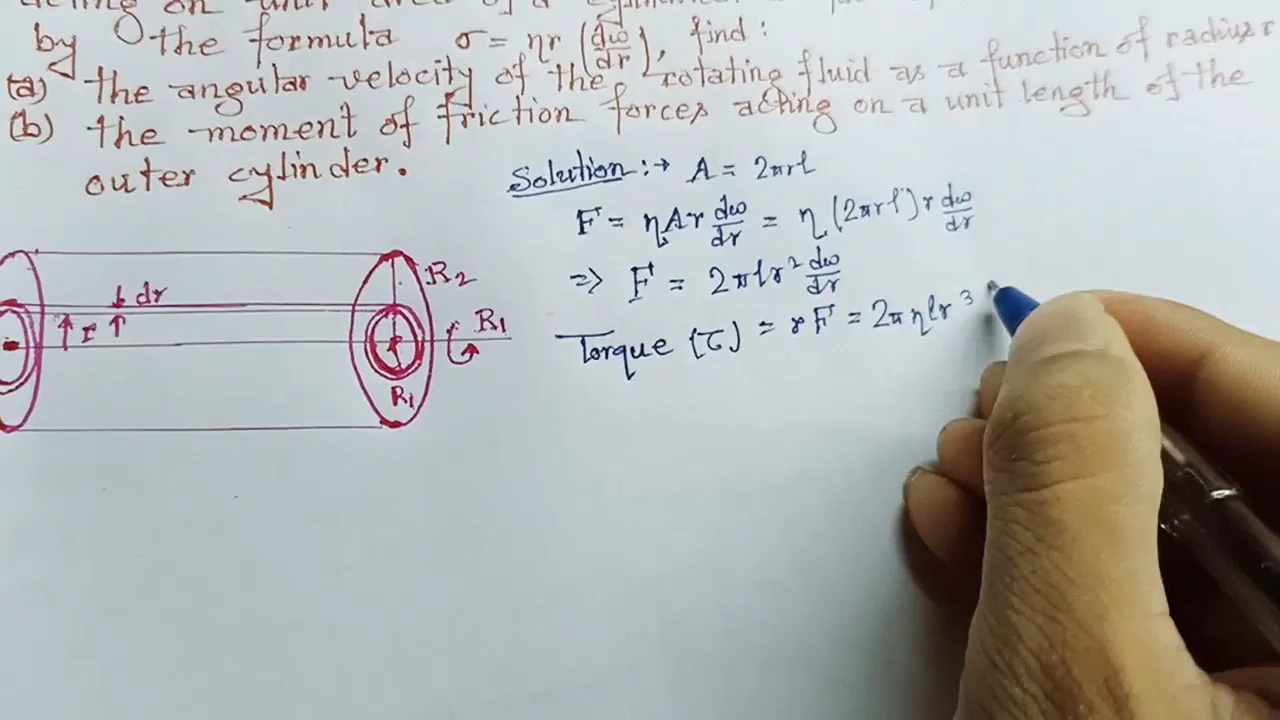 by the formula σ = ηr (dω/dr), find:
(a) the angular velocity of the rotating fluid as a function of radius r
(b) the moment of friction forces acting on a unit length of the
outer cylinder.
Solution :→ A = 2πrl
F = ηAr dω/dr = η (2πrl) r dω/dr
=> F = 2πlr² dω/dr
Torque (τ) = rF = 2πηlr³
R₂
dr
r
R₁
R₁